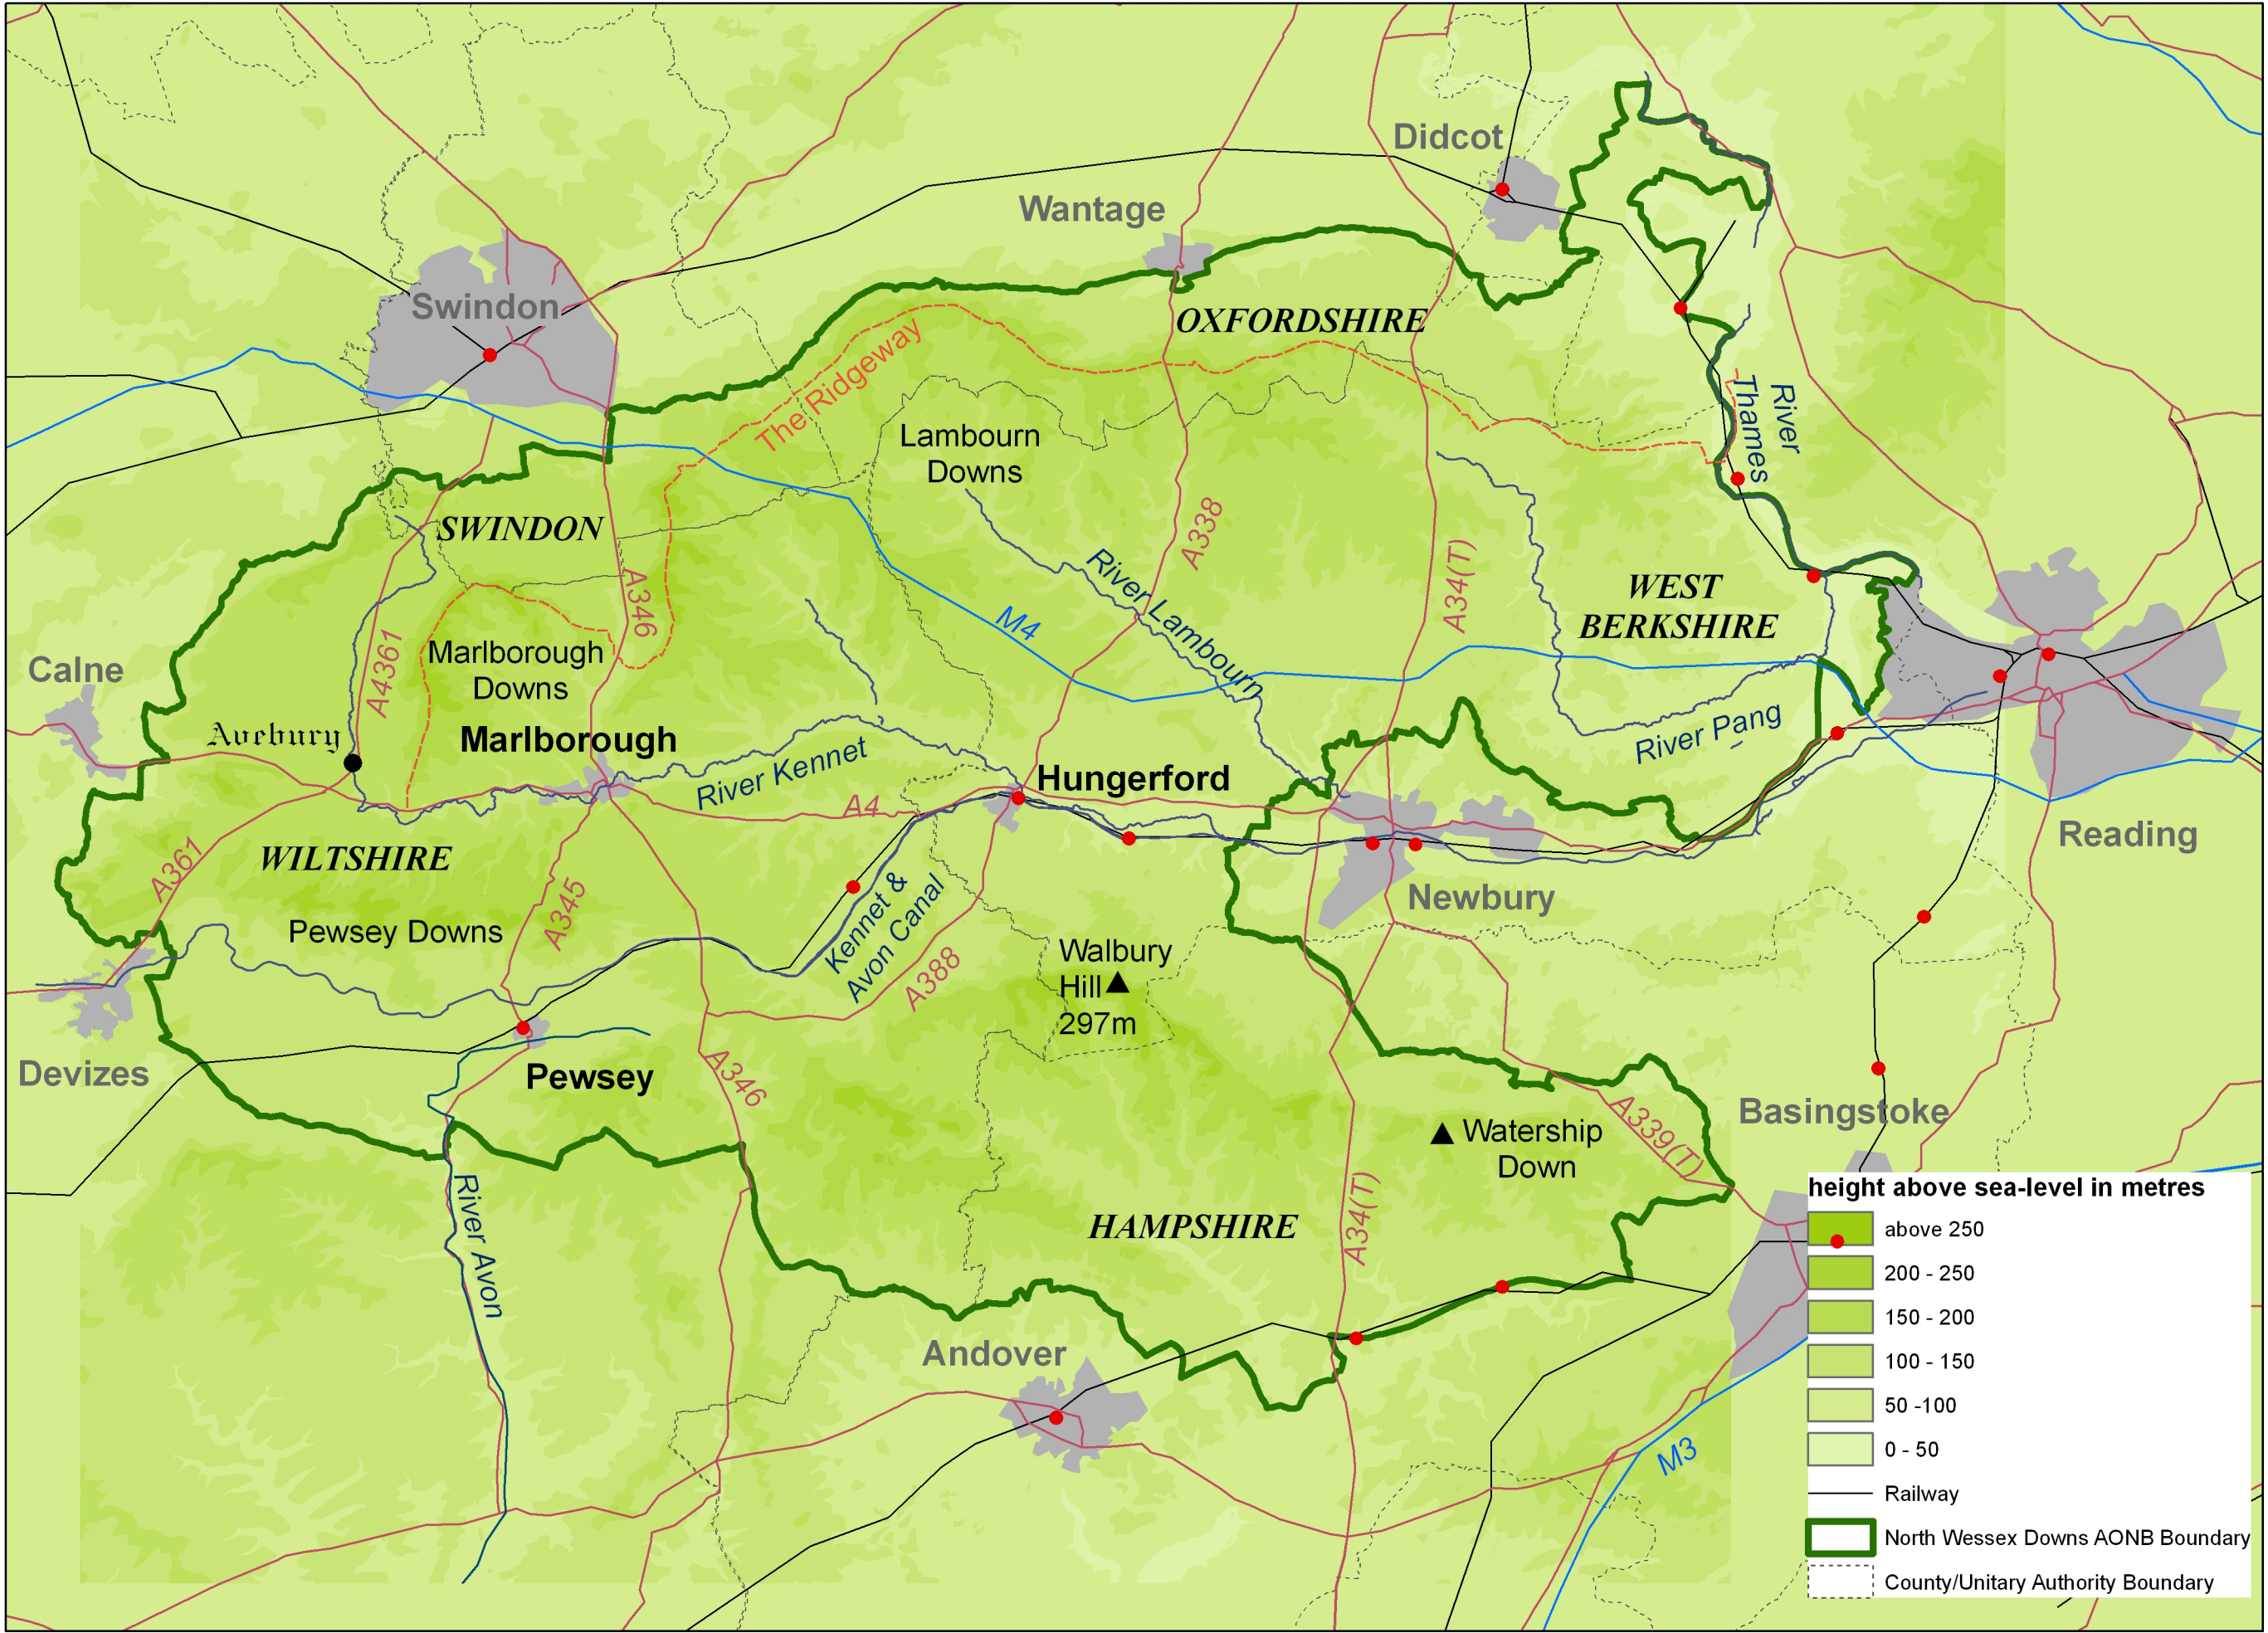 Didcot
Wantage
Swindon
OXFORDSHIRE
The Ridgeway
River
Thames
Lambourn
Downs
SWINDON
A338
A34(T)
River Lambourn
WEST
BERKSHIRE
A346
M4
A4361
Marlborough
Downs
Calne
Avebury
Marlborough
River Kennet
Hungerford
River Pang
A4
Reading
A361
WILTSHIRE
A345
Kennet &
Avon Canal
Newbury
Pewsey Downs
Walbury
Hill
297m
A388
Devizes
Pewsey
A346
Basingstoke
A339(T)
Watership
Down
River Avon
HAMPSHIRE
A34(T)
Andover
M3
height above sea-level in metres
above 250
200 - 250
150 - 200
100 - 150
50 -100
0 - 50
Railway
North Wessex Downs AONB Boundary
County/Unitary Authority Boundary